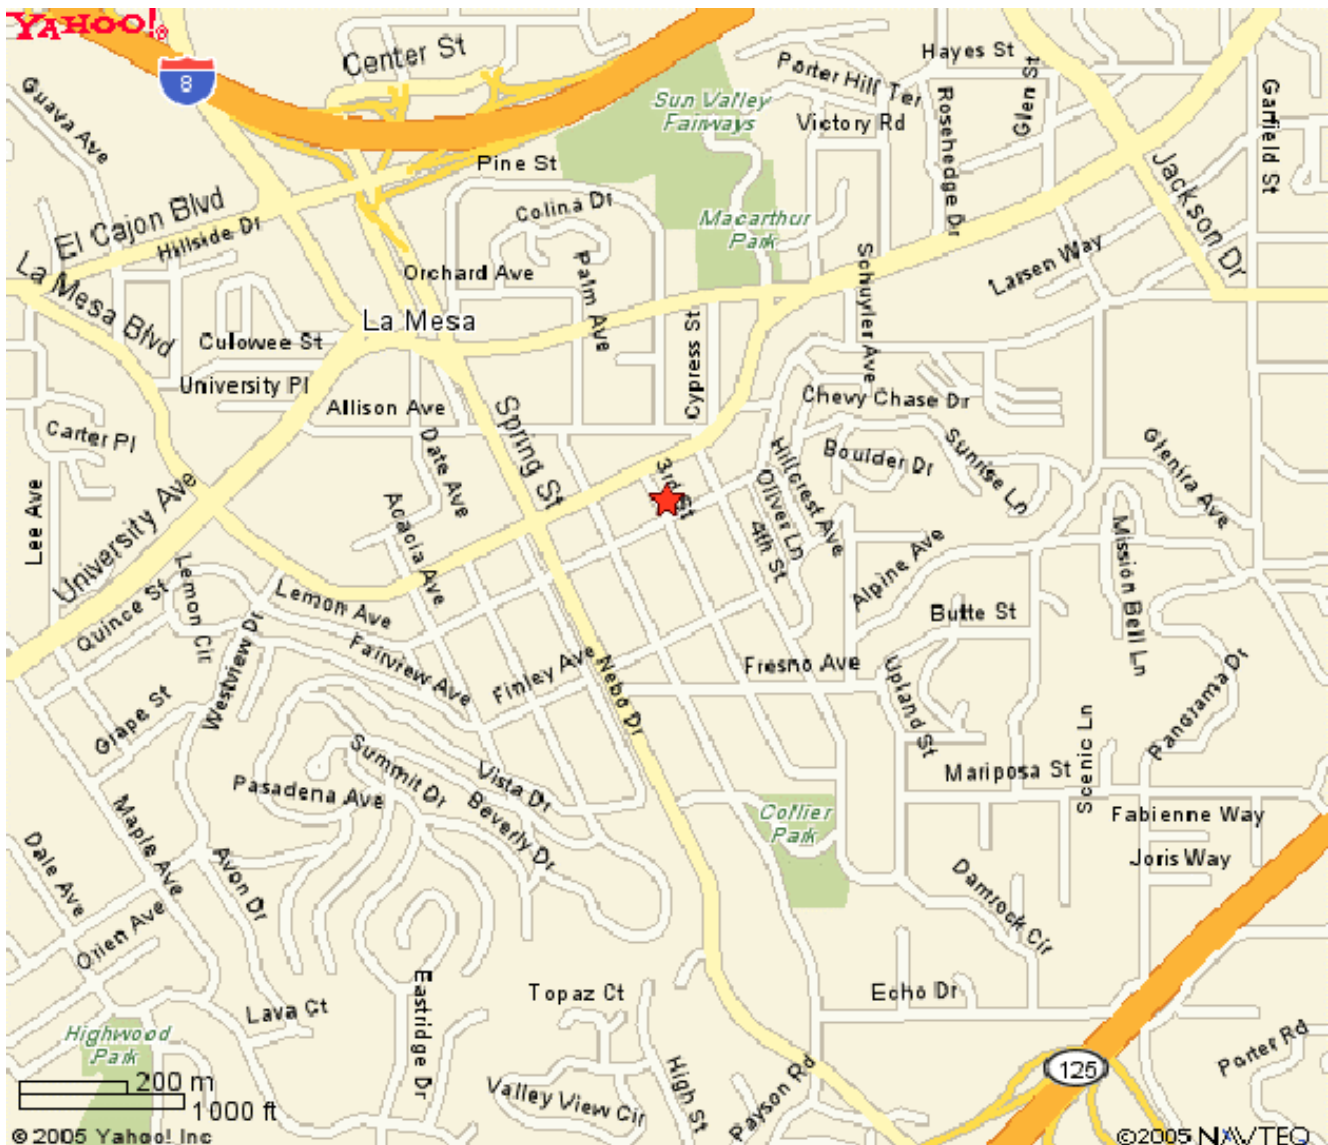 YAHOO!®
8
Center St
Hayes St
Guava Ave
Porter Hill Ter
Glen St
Garfield St
Sun Valley
Fairways
Victory Rd
Rosehedge Dr
Pine St
Jackson Dr
El Cajon Blvd
Hillside Dr
Colina Dr
Macarthur
Park
La Mesa Blvd
Orchard Ave
Palm Ave
Schuyler Ave
Larsen Way
La Mesa
Culowee St
Cypress St
University Pl
Allison Ave
Spring St
Chevy Chase Dr
Carter Pl
Date Ave
3rd St
Hillcrest Ave
Boulder Dr
Sunrise Ln
Glenira Ave
Lee Ave
University Ave
Acacia Ave
Oliver Ln
4th St
Mission Bell Ln
Quince St
Lemon Cir
Lemon Ave
Alpine Ave
Butte St
Westview Dr
Fairview Ave
Finley Ave
Nebo Dr
Fresno Ave
Upland St
Panorama Dr
Grape St
Scenic Ln
Summit Dr
Vista Dr
Mariposa St
Pasadena Ave
Beverly Dr
Collier
Park
Fabienne Way
Maple Ave
Dale Ave
Avon Dr
Joris Way
Damrock Cir
Orien Ave
Eastridge Dr
Topaz Ct
Echo Dr
Lava Ct
Highwood
Park
Porter Rd
125
200 m
1000 ft
Valley View Cir
High St
Payson Rd
© 2005 Yahoo! Inc
©2005 NAVTEQ